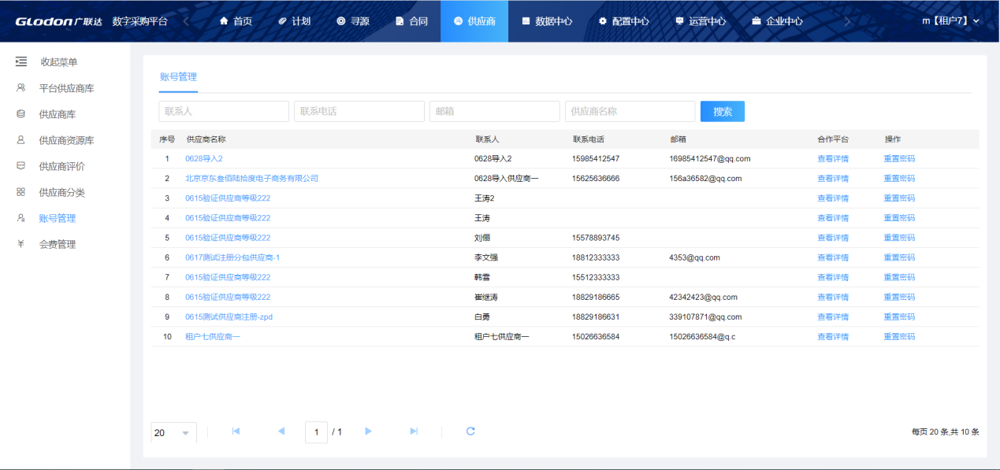 GLodon广联达 数字采购平台 首页 计划 寻源 合同 供应商 数据中心 配置中心 运营中心 企业中心 m【租户7】
收起菜单
平台供应商库
供应商库
供应商资源库
供应商评价
供应商分类
账号管理
会费管理
账号管理
联系人 联系电话 邮箱 供应商名称 搜索
序号 供应商名称 联系人 联系电话 邮箱 合作平台 操作
1 0628导入2 0628导入2 15985412547 16985412547@qq.com 查看详情 重置密码
2 北京京东叁佰陆拾度电子商务有限公司 0628导入供应商一 15625636666 156a36582@qq.com 查看详情 重置密码
3 0615验证供应商等级222 王涛2 查看详情 重置密码
4 0615验证供应商等级222 王涛 查看详情 重置密码
5 0615验证供应商等级222 刘俪 15578893745 查看详情 重置密码
6 0617测试注册分包供应商-1 李文强 18812333333 4353@qq.com 查看详情 重置密码
7 0615验证供应商等级222 韩雪 15512333333 查看详情 重置密码
8 0615验证供应商等级222 崔继涛 18829186665 42342423@qq.com 查看详情 重置密码
9 0615测试供应商注册-zpd 白勇 18829186631 339107871@qq.com 查看详情 重置密码
10 租户七供应商一 租户七供应商一 15026636584 15026636584@q.c 查看详情 重置密码
20 1 / 1 每页 20 条,共 10 条